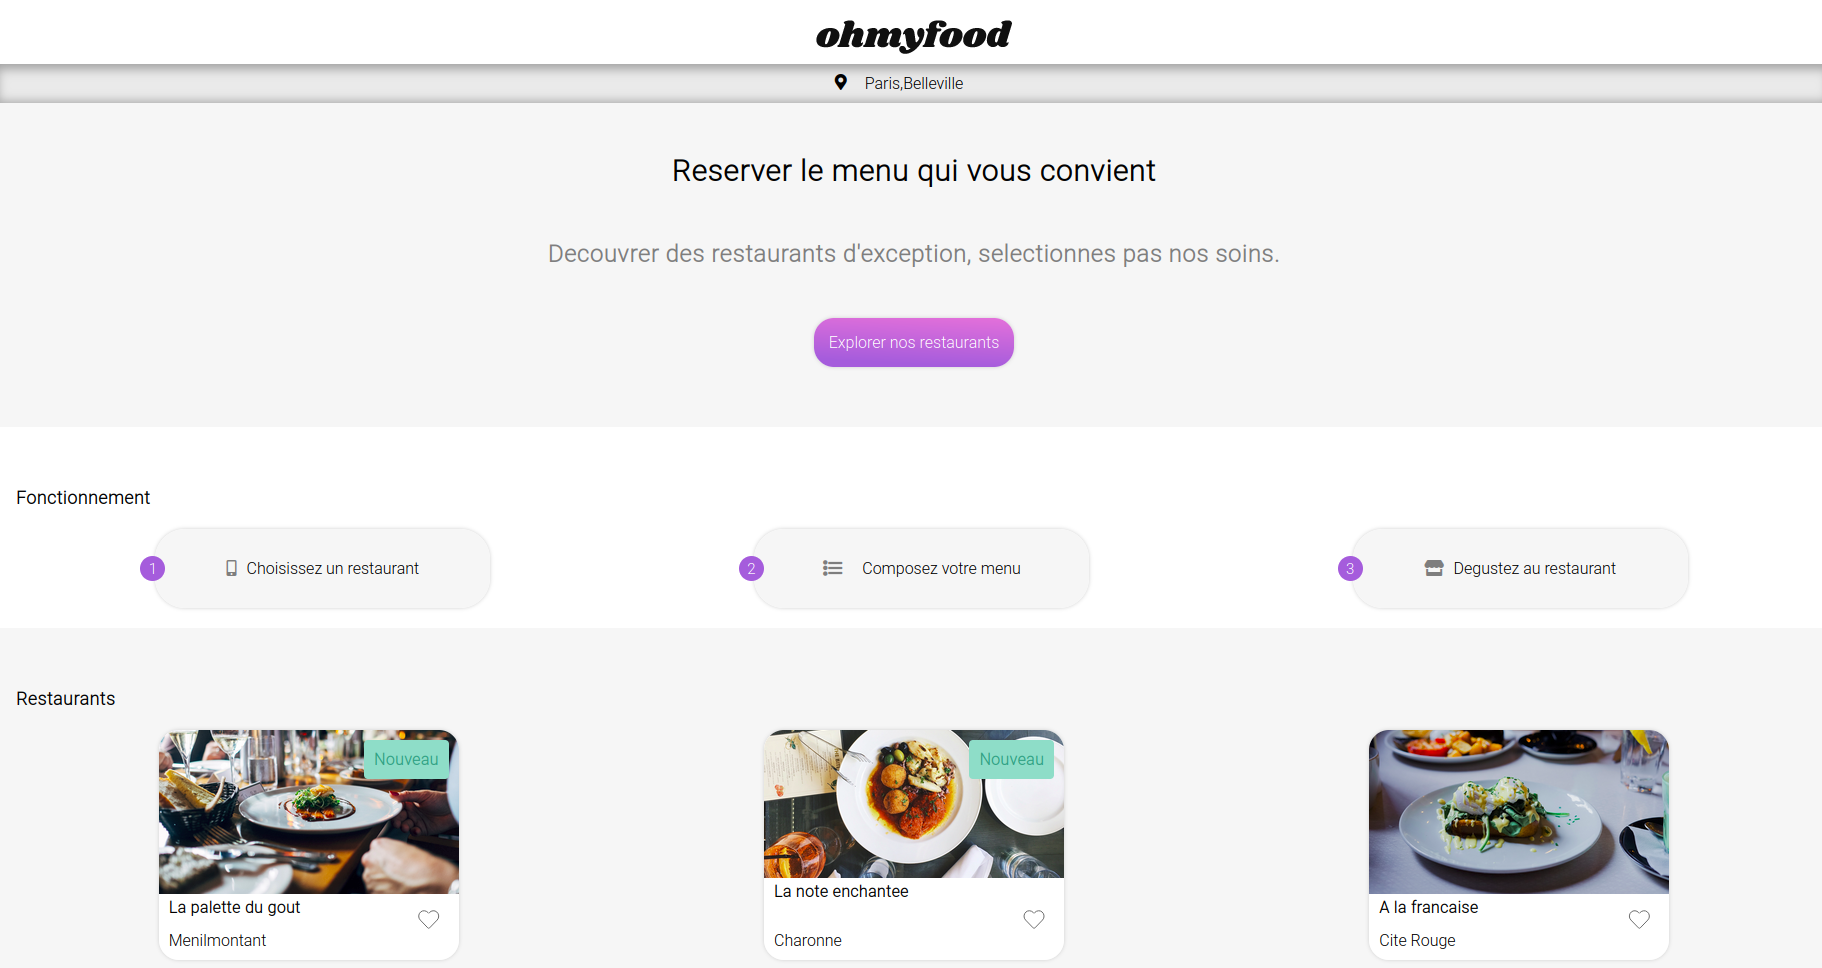 ohmyfood
Paris,Belleville
Reserver le menu qui vous convient
Decouvrer des restaurants d'exception, selectionnes pas nos soins.
Explorer nos restaurants
Fonctionnement
1 Choisissez un restaurant
2 Composez votre menu
3 Degustez au restaurant
Restaurants
Nouveau
La palette du gout
Menilmontant
Nouveau
La note enchantee
Charonne
A la francaise
Cite Rouge